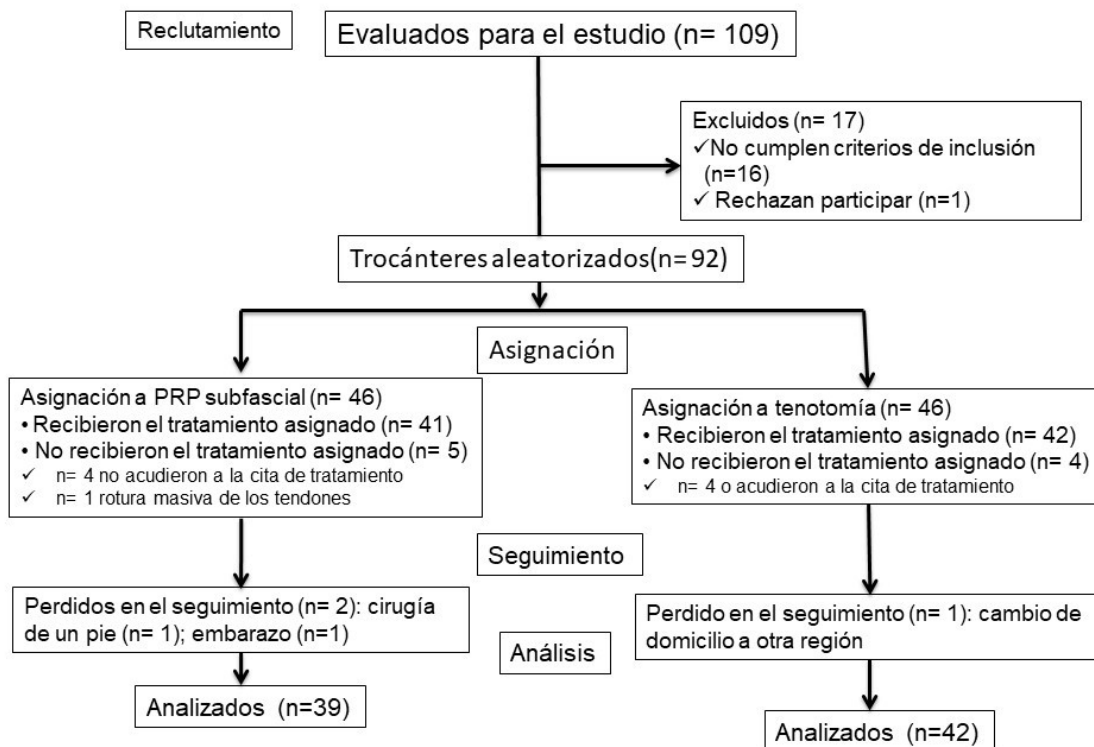 Reclutamiento
Evaluados para el estudio (n= 109)
Excluidos (n= 17)
✓No cumplen criterios de inclusión
(n=16)
✓ Rechazan participar (n=1)
Trocánteres aleatorizados(n= 92)
Asignación
Asignación a PRP subfascial (n= 46)
• Recibieron el tratamiento asignado (n= 41)
• No recibieron el tratamiento asignado (n= 5)
✓ n= 4 no acudieron a la cita de tratamiento
✓ n= 1 rotura masiva de los tendones
Asignación a tenotomía (n= 46)
• Recibieron el tratamiento asignado (n= 42)
• No recibieron el tratamiento asignado (n= 4)
✓ n= 4 o acudieron a la cita de tratamiento
Seguimiento
Perdidos en el seguimiento (n= 2): cirugía
de un pie (n= 1); embarazo (n=1)
Perdido en el seguimiento (n= 1): cambio de
domicilio a otra región
Análisis
Analizados (n=39)
Analizados (n=42)